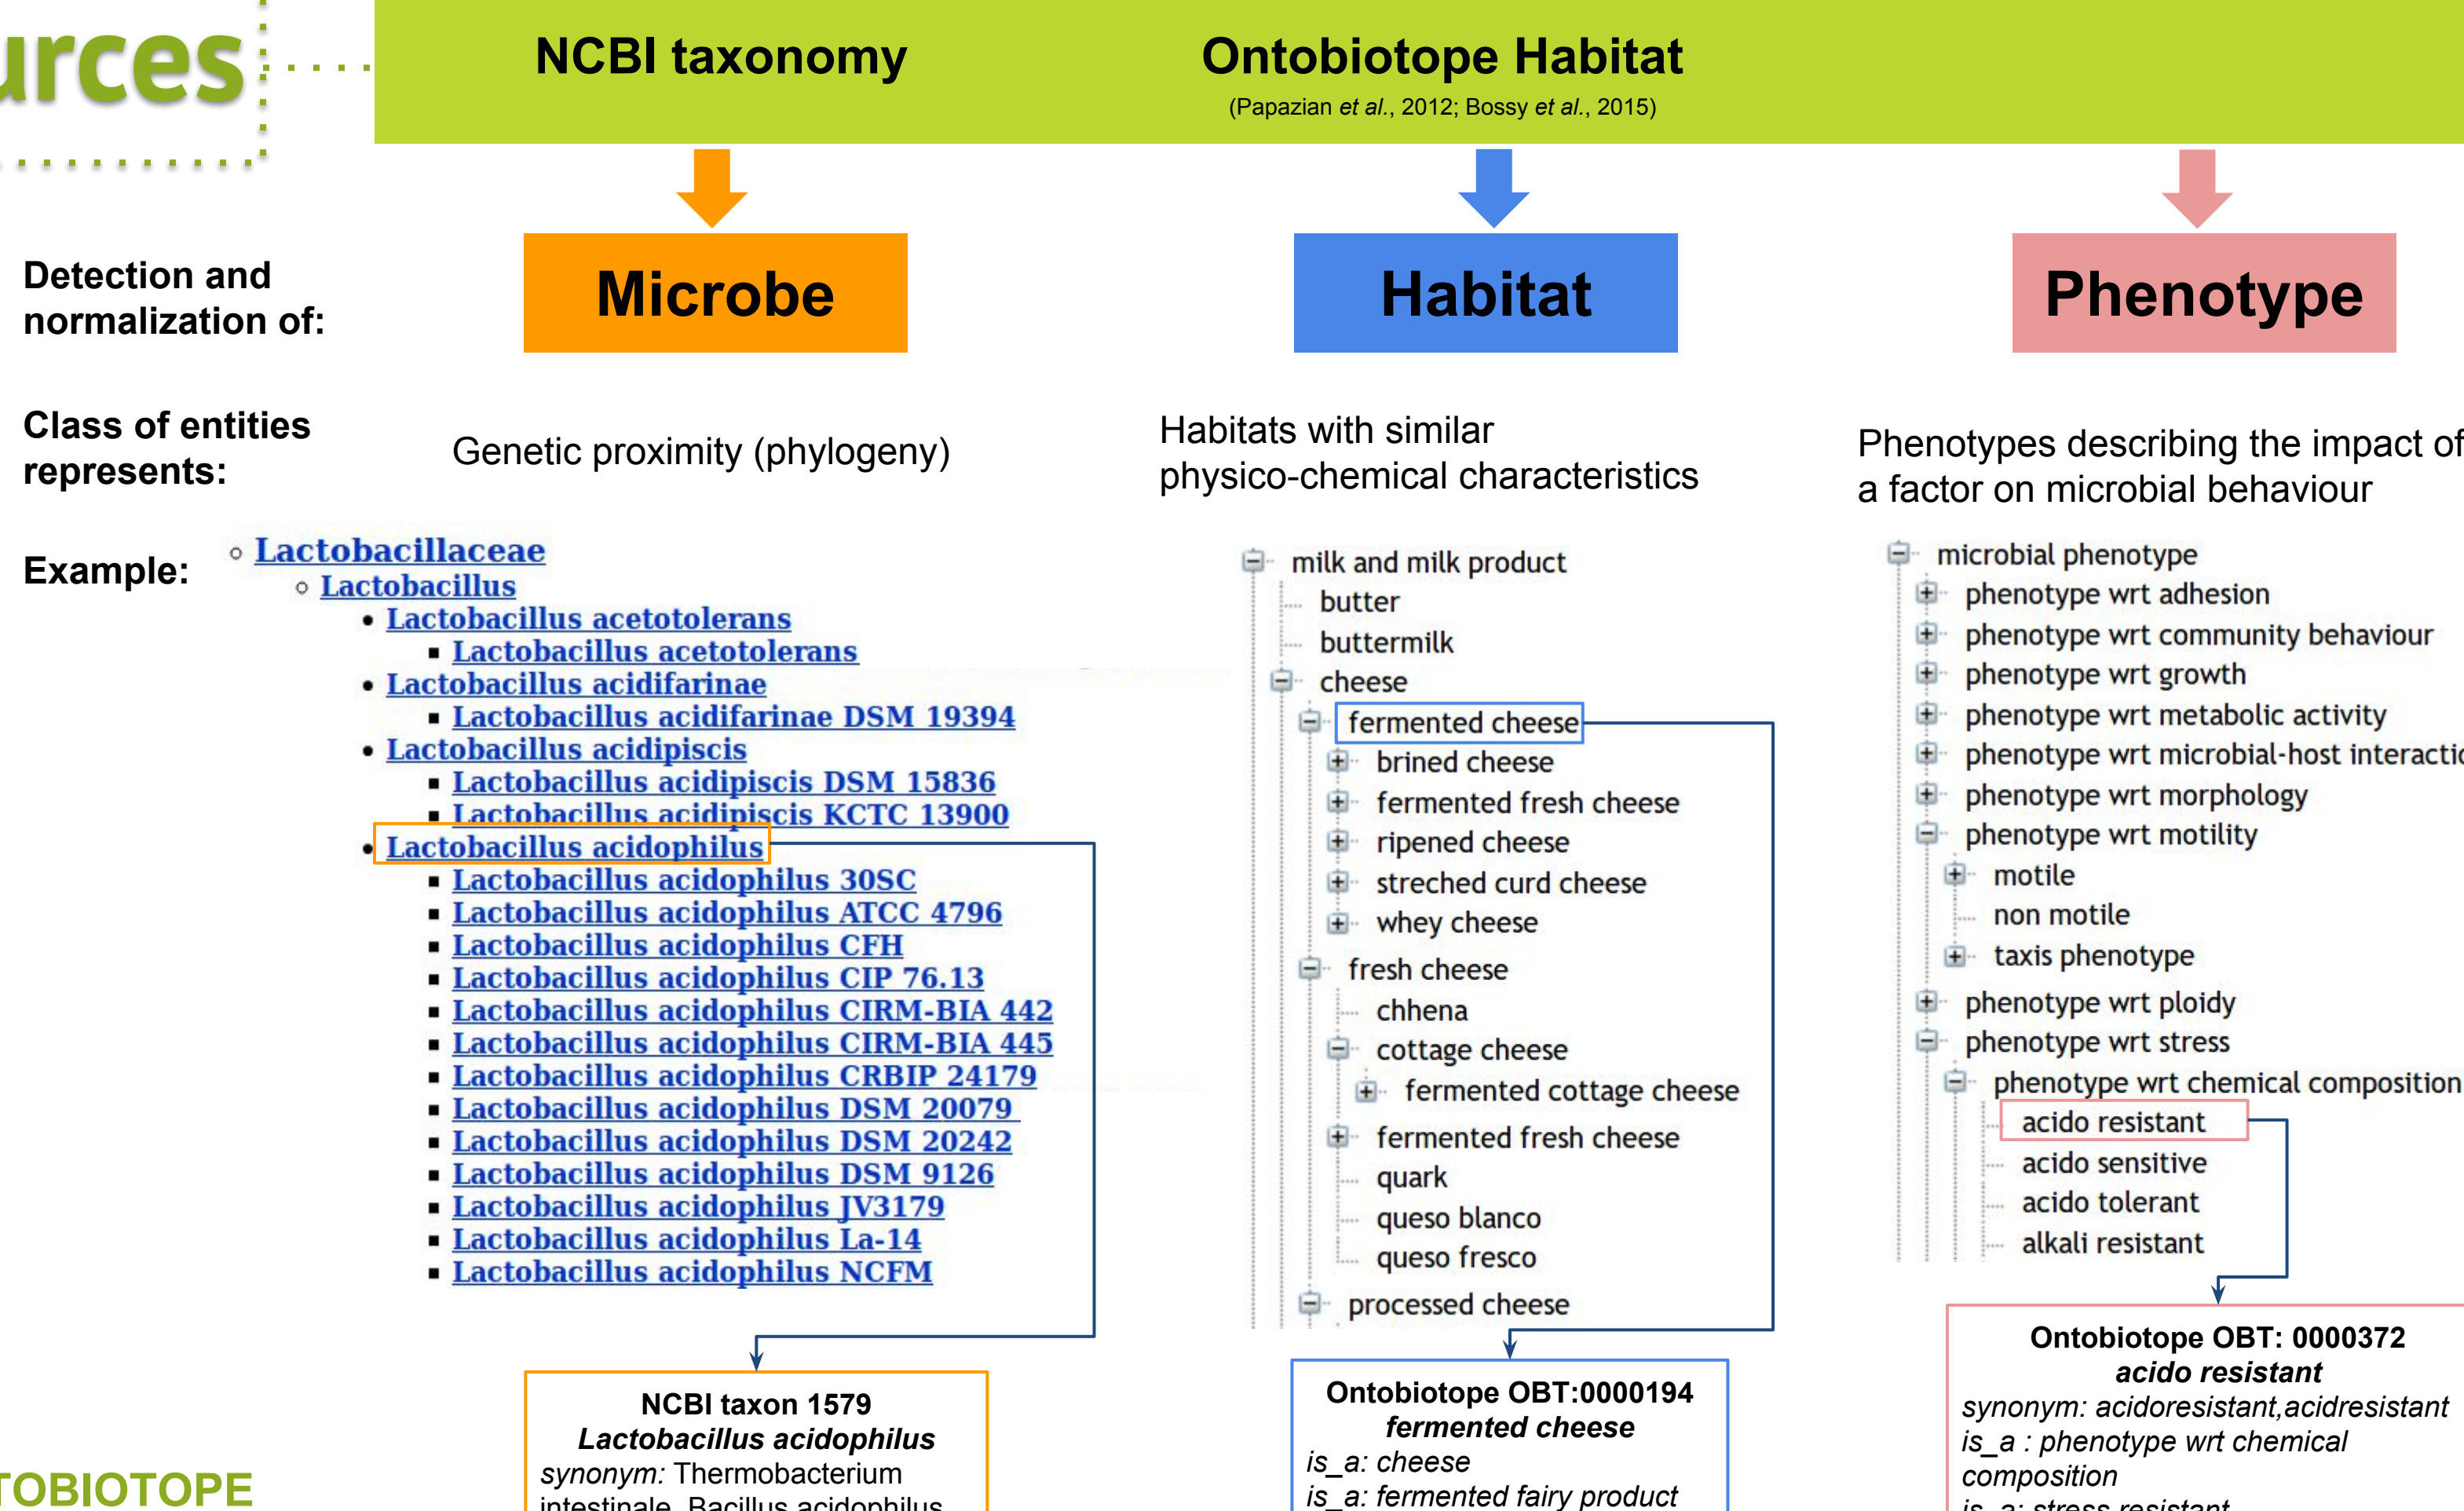 urces
NCBI taxonomy
Ontobiotope Habitat
(Papazian et al., 2012; Bossy et al., 2015)
Detection and
normalization of:
Microbe
Habitat
Phenotype
Class of entities
represents:
Genetic proximity (phylogeny)
Habitats with similar
physico-chemical characteristics
Phenotypes describing the impact of
a factor on microbial behaviour
Example:
Lactobacillaceae
Lactobacillus
Lactobacillus acetotolerans
Lactobacillus acetotolerans
Lactobacillus acidifarinae
Lactobacillus acidifarinae DSM 19394
Lactobacillus acidipiscis
Lactobacillus acidipiscis DSM 15836
Lactobacillus acidipiscis KCTC 13900
Lactobacillus acidophilus
Lactobacillus acidophilus 30SC
Lactobacillus acidophilus ATCC 4796
Lactobacillus acidophilus CFH
Lactobacillus acidophilus CIP 76.13
Lactobacillus acidophilus CIRM-BIA 442
Lactobacillus acidophilus CIRM-BIA 445
Lactobacillus acidophilus CRBIP 24179
Lactobacillus acidophilus DSM 20079
Lactobacillus acidophilus DSM 20242
Lactobacillus acidophilus DSM 9126
Lactobacillus acidophilus JV3179
Lactobacillus acidophilus La-14
Lactobacillus acidophilus NCFM
milk and milk product
butter
buttermilk
cheese
fermented cheese
brined cheese
fermented fresh cheese
ripened cheese
streched curd cheese
whey cheese
fresh cheese
chhena
cottage cheese
fermented cottage cheese
fermented fresh cheese
quark
queso blanco
queso fresco
processed cheese
microbial phenotype
phenotype wrt adhesion
phenotype wrt community behaviour
phenotype wrt growth
phenotype wrt metabolic activity
phenotype wrt microbial-host interactio
phenotype wrt morphology
phenotype wrt motility
motile
non motile
taxis phenotype
phenotype wrt ploidy
phenotype wrt stress
phenotype wrt chemical composition
acido resistant
acido sensitive
acido tolerant
alkali resistant
NCBI taxon 1579
Lactobacillus acidophilus
synonym: Thermobacterium
intestinale, Bacillus acidophilus
Ontobiotope OBT:0000194
fermented cheese
is_a: cheese
is_a: fermented fairy product
Ontobiotope OBT: 0000372
acido resistant
synonym: acidoresistant,acidresistant
is_a : phenotype wrt chemical
composition
is_a: stress resistant
TOBIOTOPE